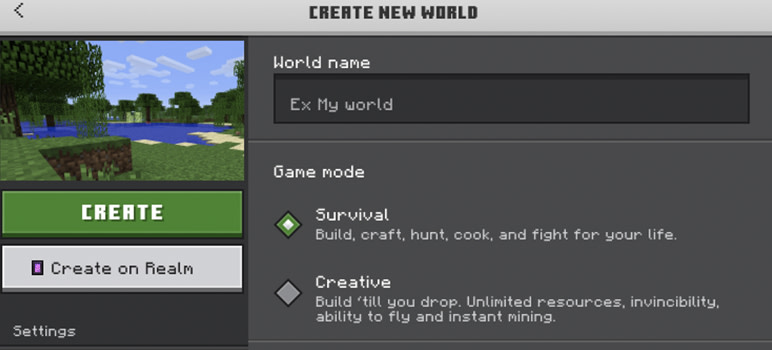 CREATE NEW WORLD
World name
Ex My world
CREATE
Create on Realm
Settings
Game mode
Survival
Build, craft, hunt, cook, and fight for your life.
Creative
Build 'till you drop. Unlimited resources, invincibility,
ability to fly and instant mining.